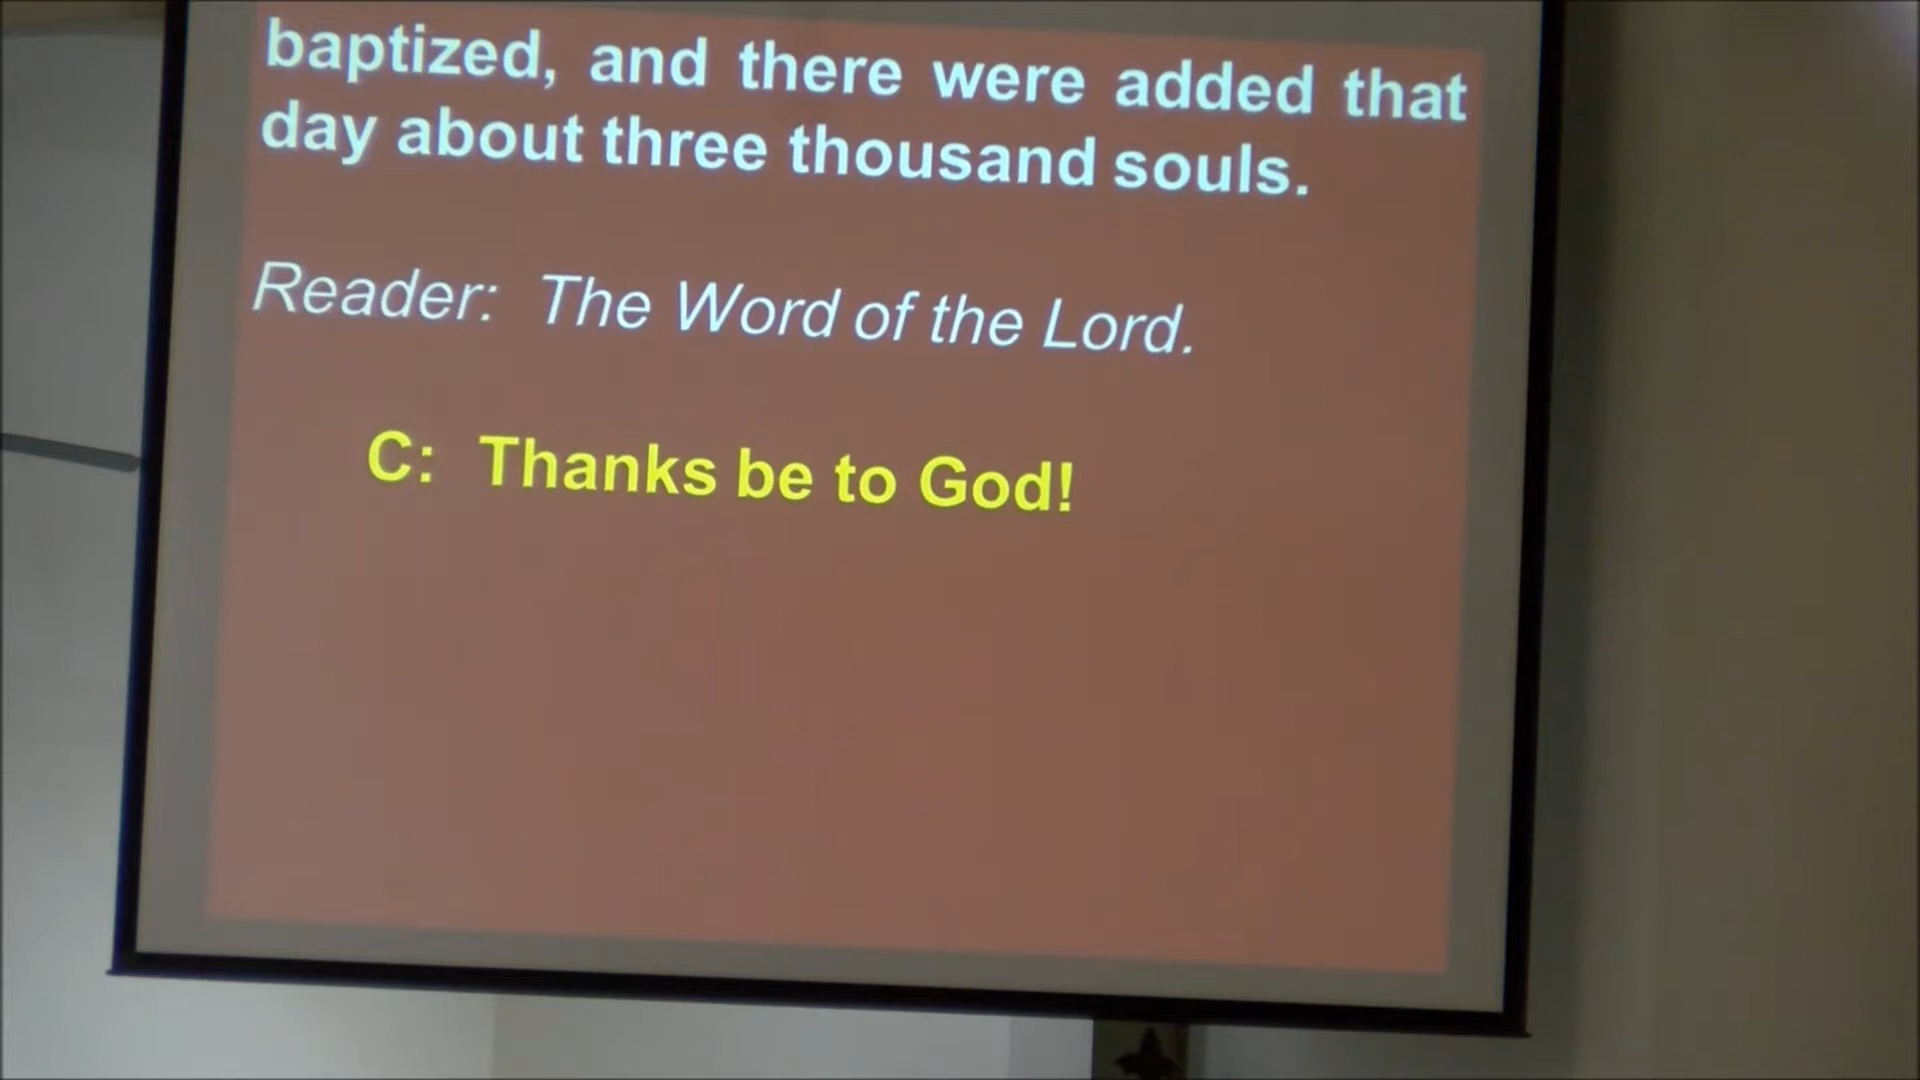 baptized, and there were added that
day about three thousand souls.
Reader: The Word of the Lord.
C: Thanks be to God!